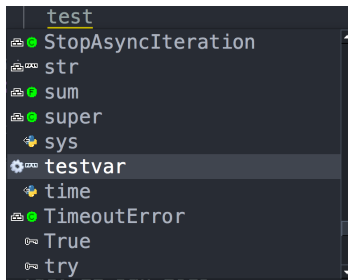 test
StopAsyncIteration
str
sum
super
sys
testvar
time
TimeoutError
True
try